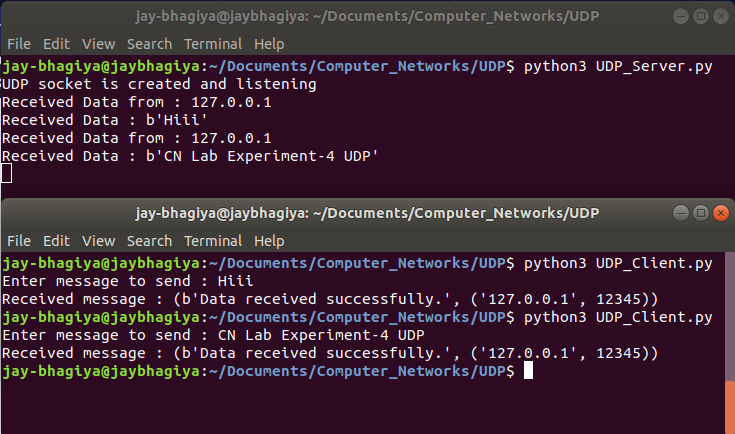 jay-bhagiya@jaybhagiya: ~/Documents/Computer_Networks/UDP
File Edit View Search Terminal Help
jay-bhagiya@jaybhagiya:~/Documents/Computer_Networks/UDP$ python3 UDP_Server.py
UDP socket is created and listening
Received Data from : 127.0.0.1
Received Data : b'Hiii'
Received Data from : 127.0.0.1
Received Data : b'CN Lab Experiment-4 UDP'
jay-bhagiya@jaybhagiya: ~/Documents/Computer_Networks/UDP
File Edit View Search Terminal Help
jay-bhagiya@jaybhagiya:~/Documents/Computer_Networks/UDP$ python3 UDP_Client.py
Enter message to send : Hiii
Received message : (b'Data received successfully.', ('127.0.0.1', 12345))
jay-bhagiya@jaybhagiya:~/Documents/Computer_Networks/UDP$ python3 UDP_Client.py
Enter message to send : CN Lab Experiment-4 UDP
Received message : (b'Data received successfully.', ('127.0.0.1', 12345))
jay-bhagiya@jaybhagiya:~/Documents/Computer_Networks/UDP$